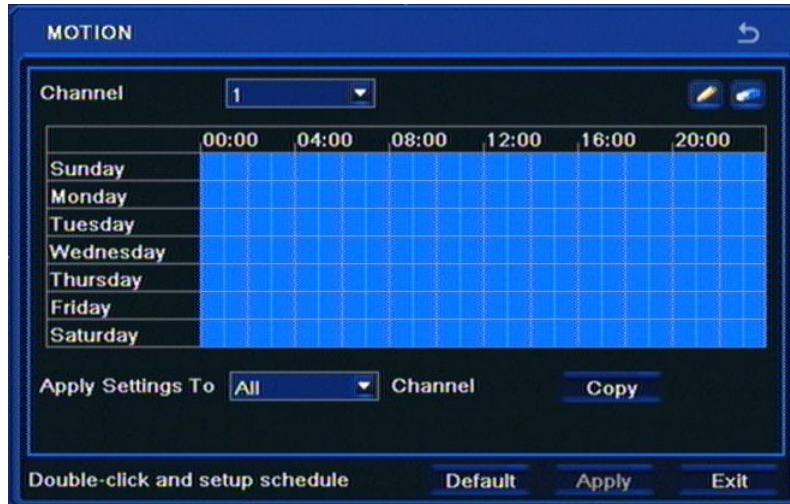 MOTION
Channel 1
00:00 04:00 08:00 12:00 16:00 20:00
Sunday
Monday
Tuesday
Wednesday
Thursday
Friday
Saturday
Apply Settings To All Channel Copy
Double-click and setup schedule Default Apply Exit